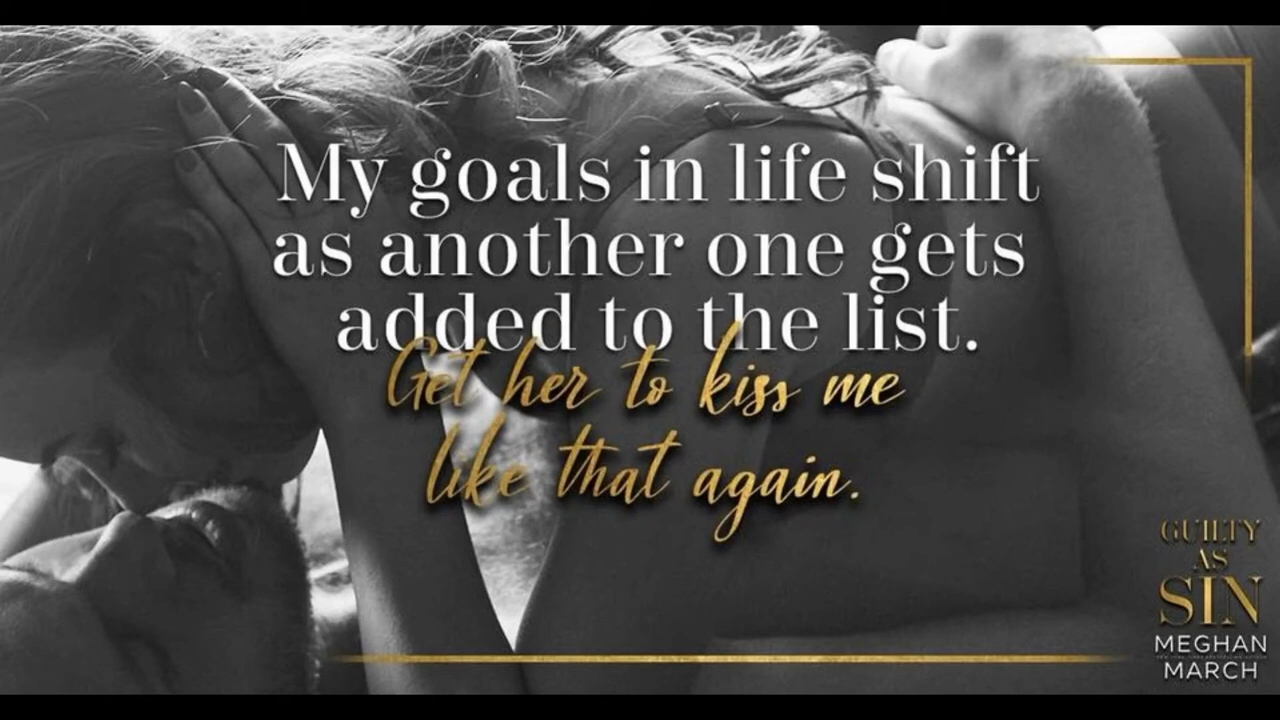 My goals in life shift
as another one gets
added to the list.
Get her to kiss me
like that again.
GUILTY
AS
SIN
MEGHAN
MARCH